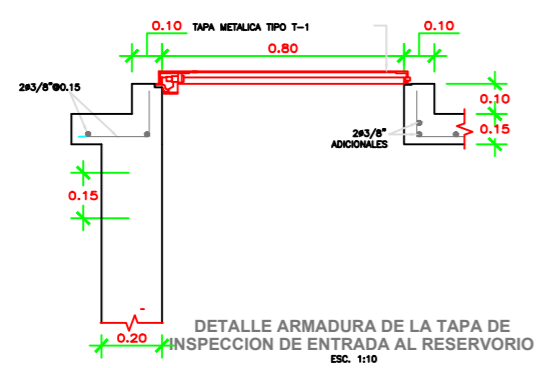 0.10 TAPA METALICA TIPO T-1 0.10
0.80
2ø3/8"@0.15
0.10
2ø3/8"
ADICIONALES
0.15
0.15
0.20
DETALLE ARMADURA DE LA TAPA DE
INSPECCION DE ENTRADA AL RESERVORIO
ESC. 1:10